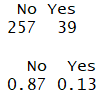 No Yes
257 39
No Yes
0.87 0.13